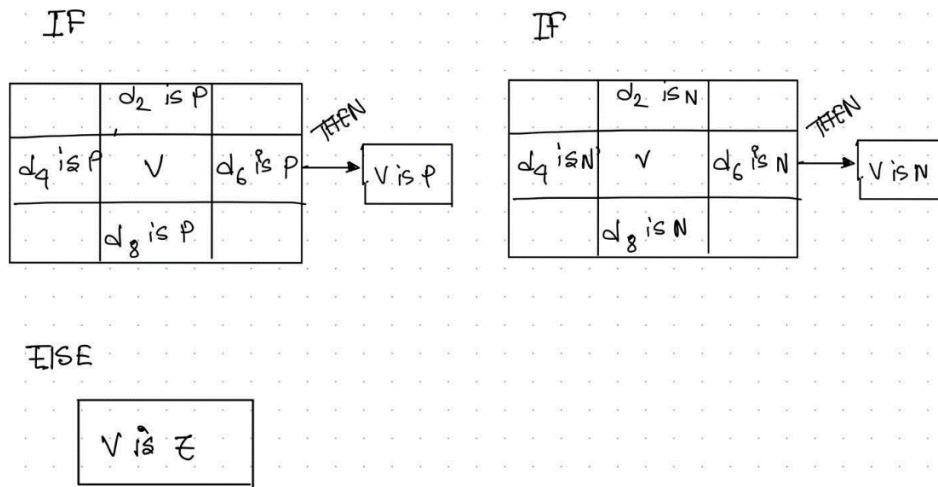 IF
d2 is P
d4 is P V d6 is P
d8 is P
THEN
V is P
IF
d2 is N
d4 is N V d6 is N
d8 is N
THEN
V is N
ELSE
V is Z